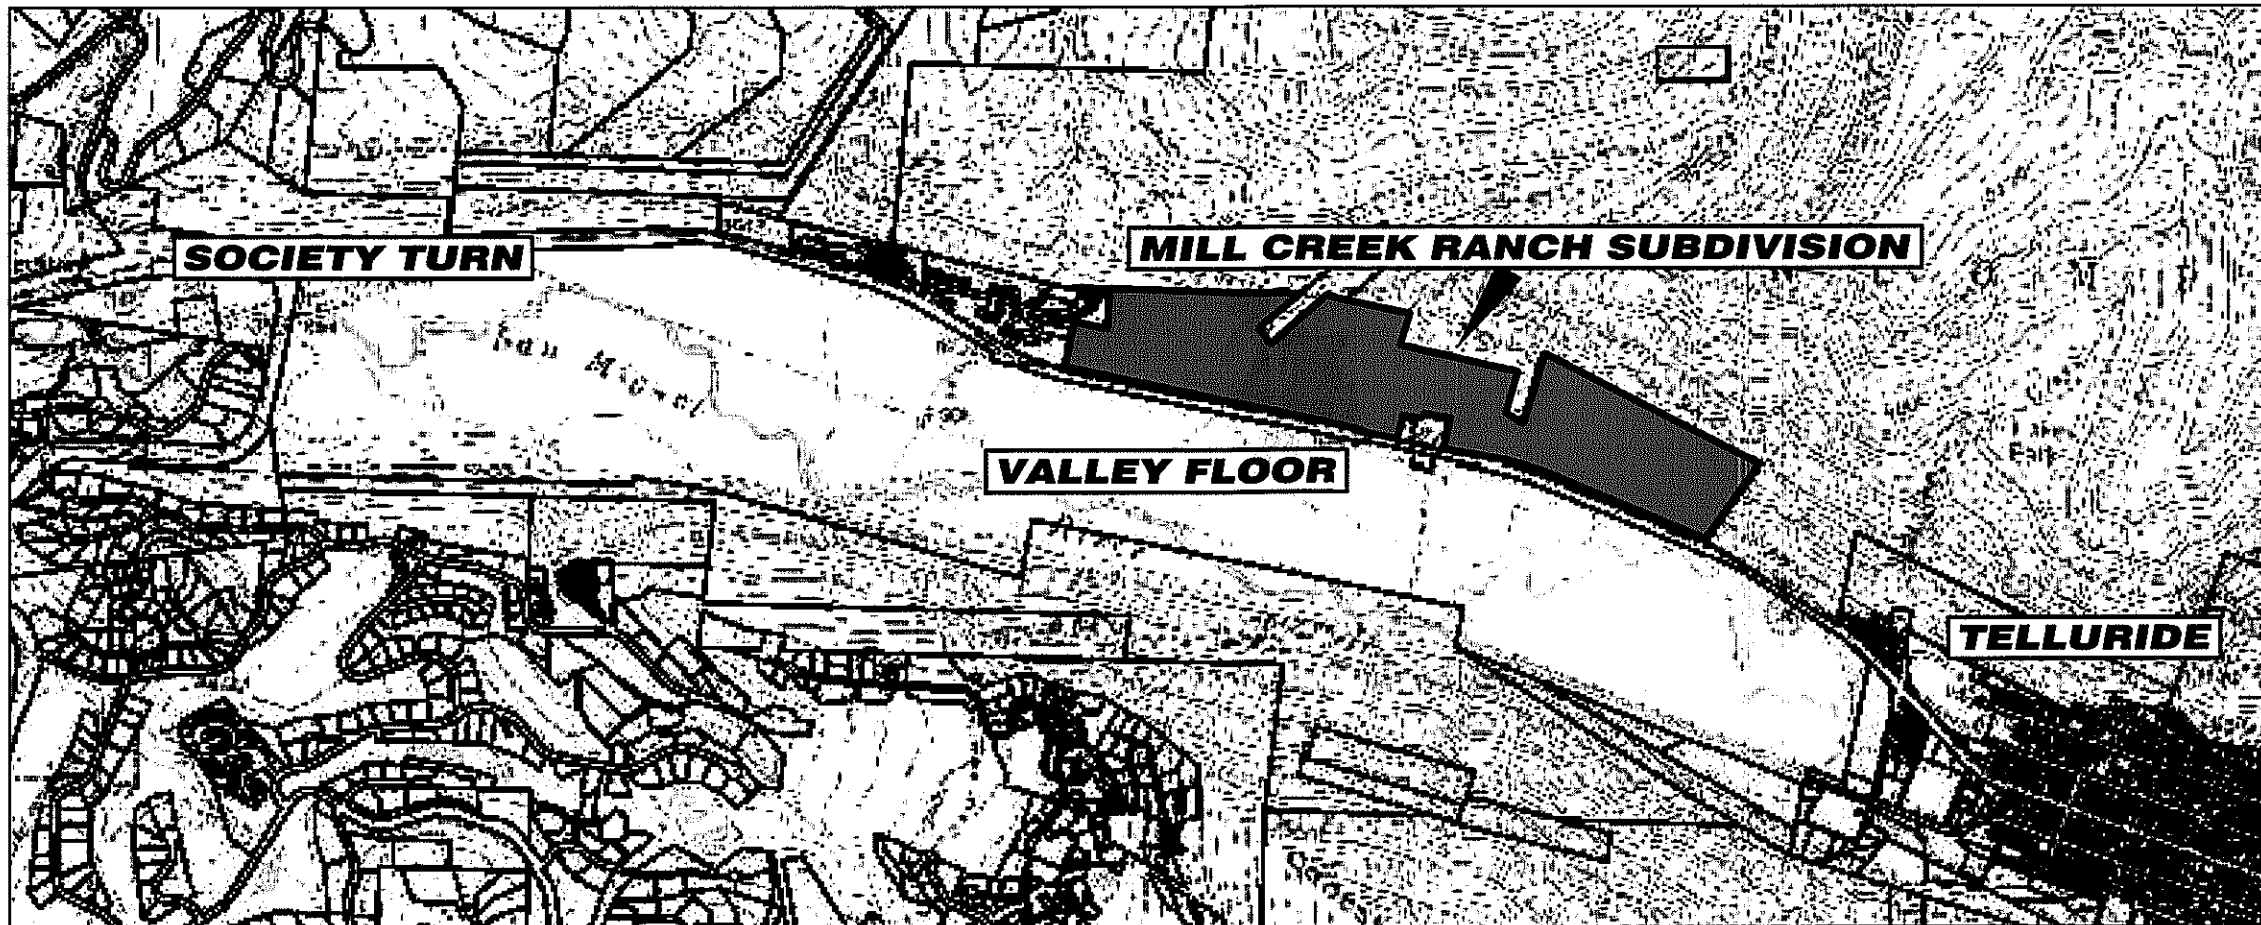 SOCIETY TURN
MILL CREEK RANCH SUBDIVISION
VALLEY FLOOR
TELLURIDE